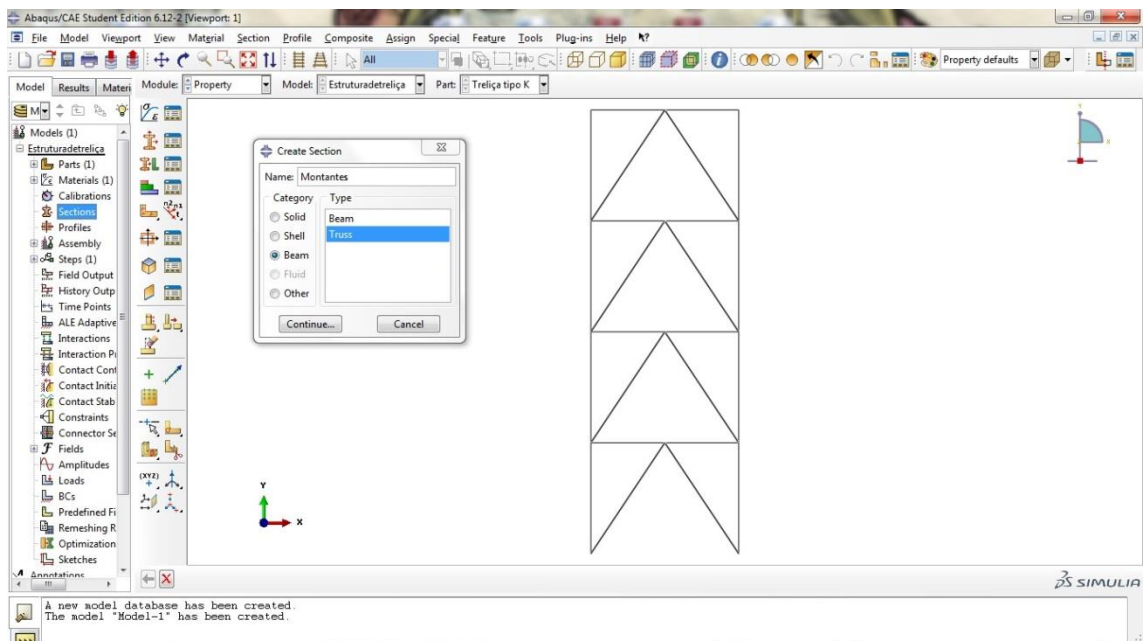 Abaqus/CAE Student Edition 6.12-2 [Viewport: 1]
File Model Viewport View Material Section Profile Composite Assign Special Feature Tools Plug-ins Help
All
Property defaults
Model Results Materi
Module: Property Model: Estruturadetreliça Part: Treliça tipo K
Models (1)
Estruturadetreliça
Parts (1)
Materials (1)
Calibrations
Sections
Profiles
Assembly
Steps (1)
Field Output
History Outp
Time Points
ALE Adaptive
Interactions
Interaction Pr
Contact Cont
Contact Initia
Contact Stab
Constraints
Connector Se
Fields
Amplitudes
Loads
BCs
Predefined Fi
Remeshing R
Optimization
Sketches
Annotations
(XYZ)
Create Section
Name: Montantes
Category Type
Solid
Shell
Beam
Fluid
Other
Beam
Truss
Continue... Cancel
Y
X
Y
X
SIMULIA
A new model database has been created.
The model "Model-1" has been created.